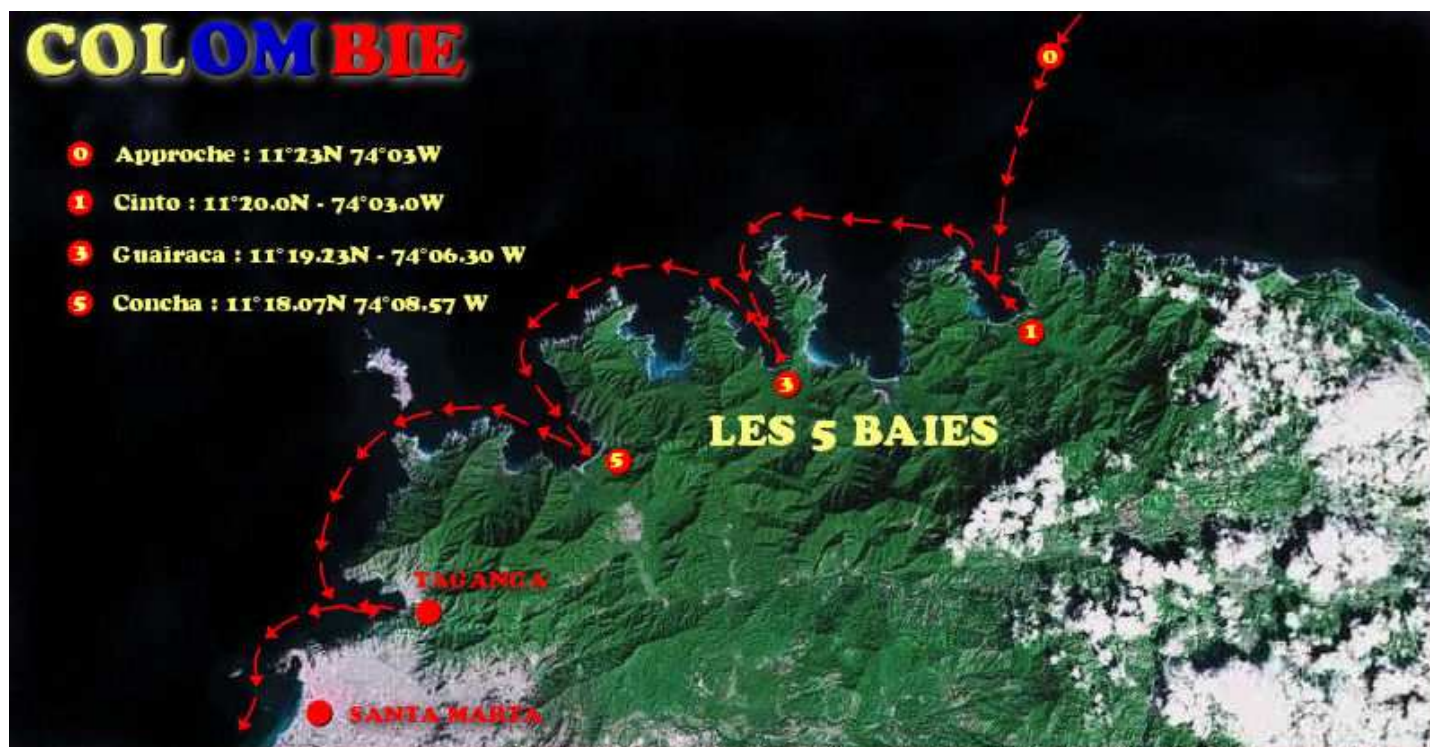 COLOMBIE
0 Approche : 11°23N 74°03W
1 Cinto : 11°20.0N - 74°03.0W
3 Guairaca : 11°19.23N - 74°06.30 W
5 Concha : 11°18.07N 74°08.57 W
0
1
3
LES 5 BAIES
5
TAGANGA
SANTA MARTA